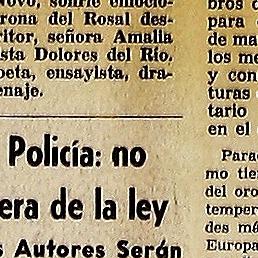 Novo, sonríe emocio-
rona del Rosal des-
ritor, señora Amalia
sta Dolores del Río.
oeta, ensayista, dra-
enaje.
Policía: no
era de la ley
s Autores Serán
bros d
para
de ma
los me
y con
turas
tario
en el
Para
mo tie
del oro
temper
des má
Europa